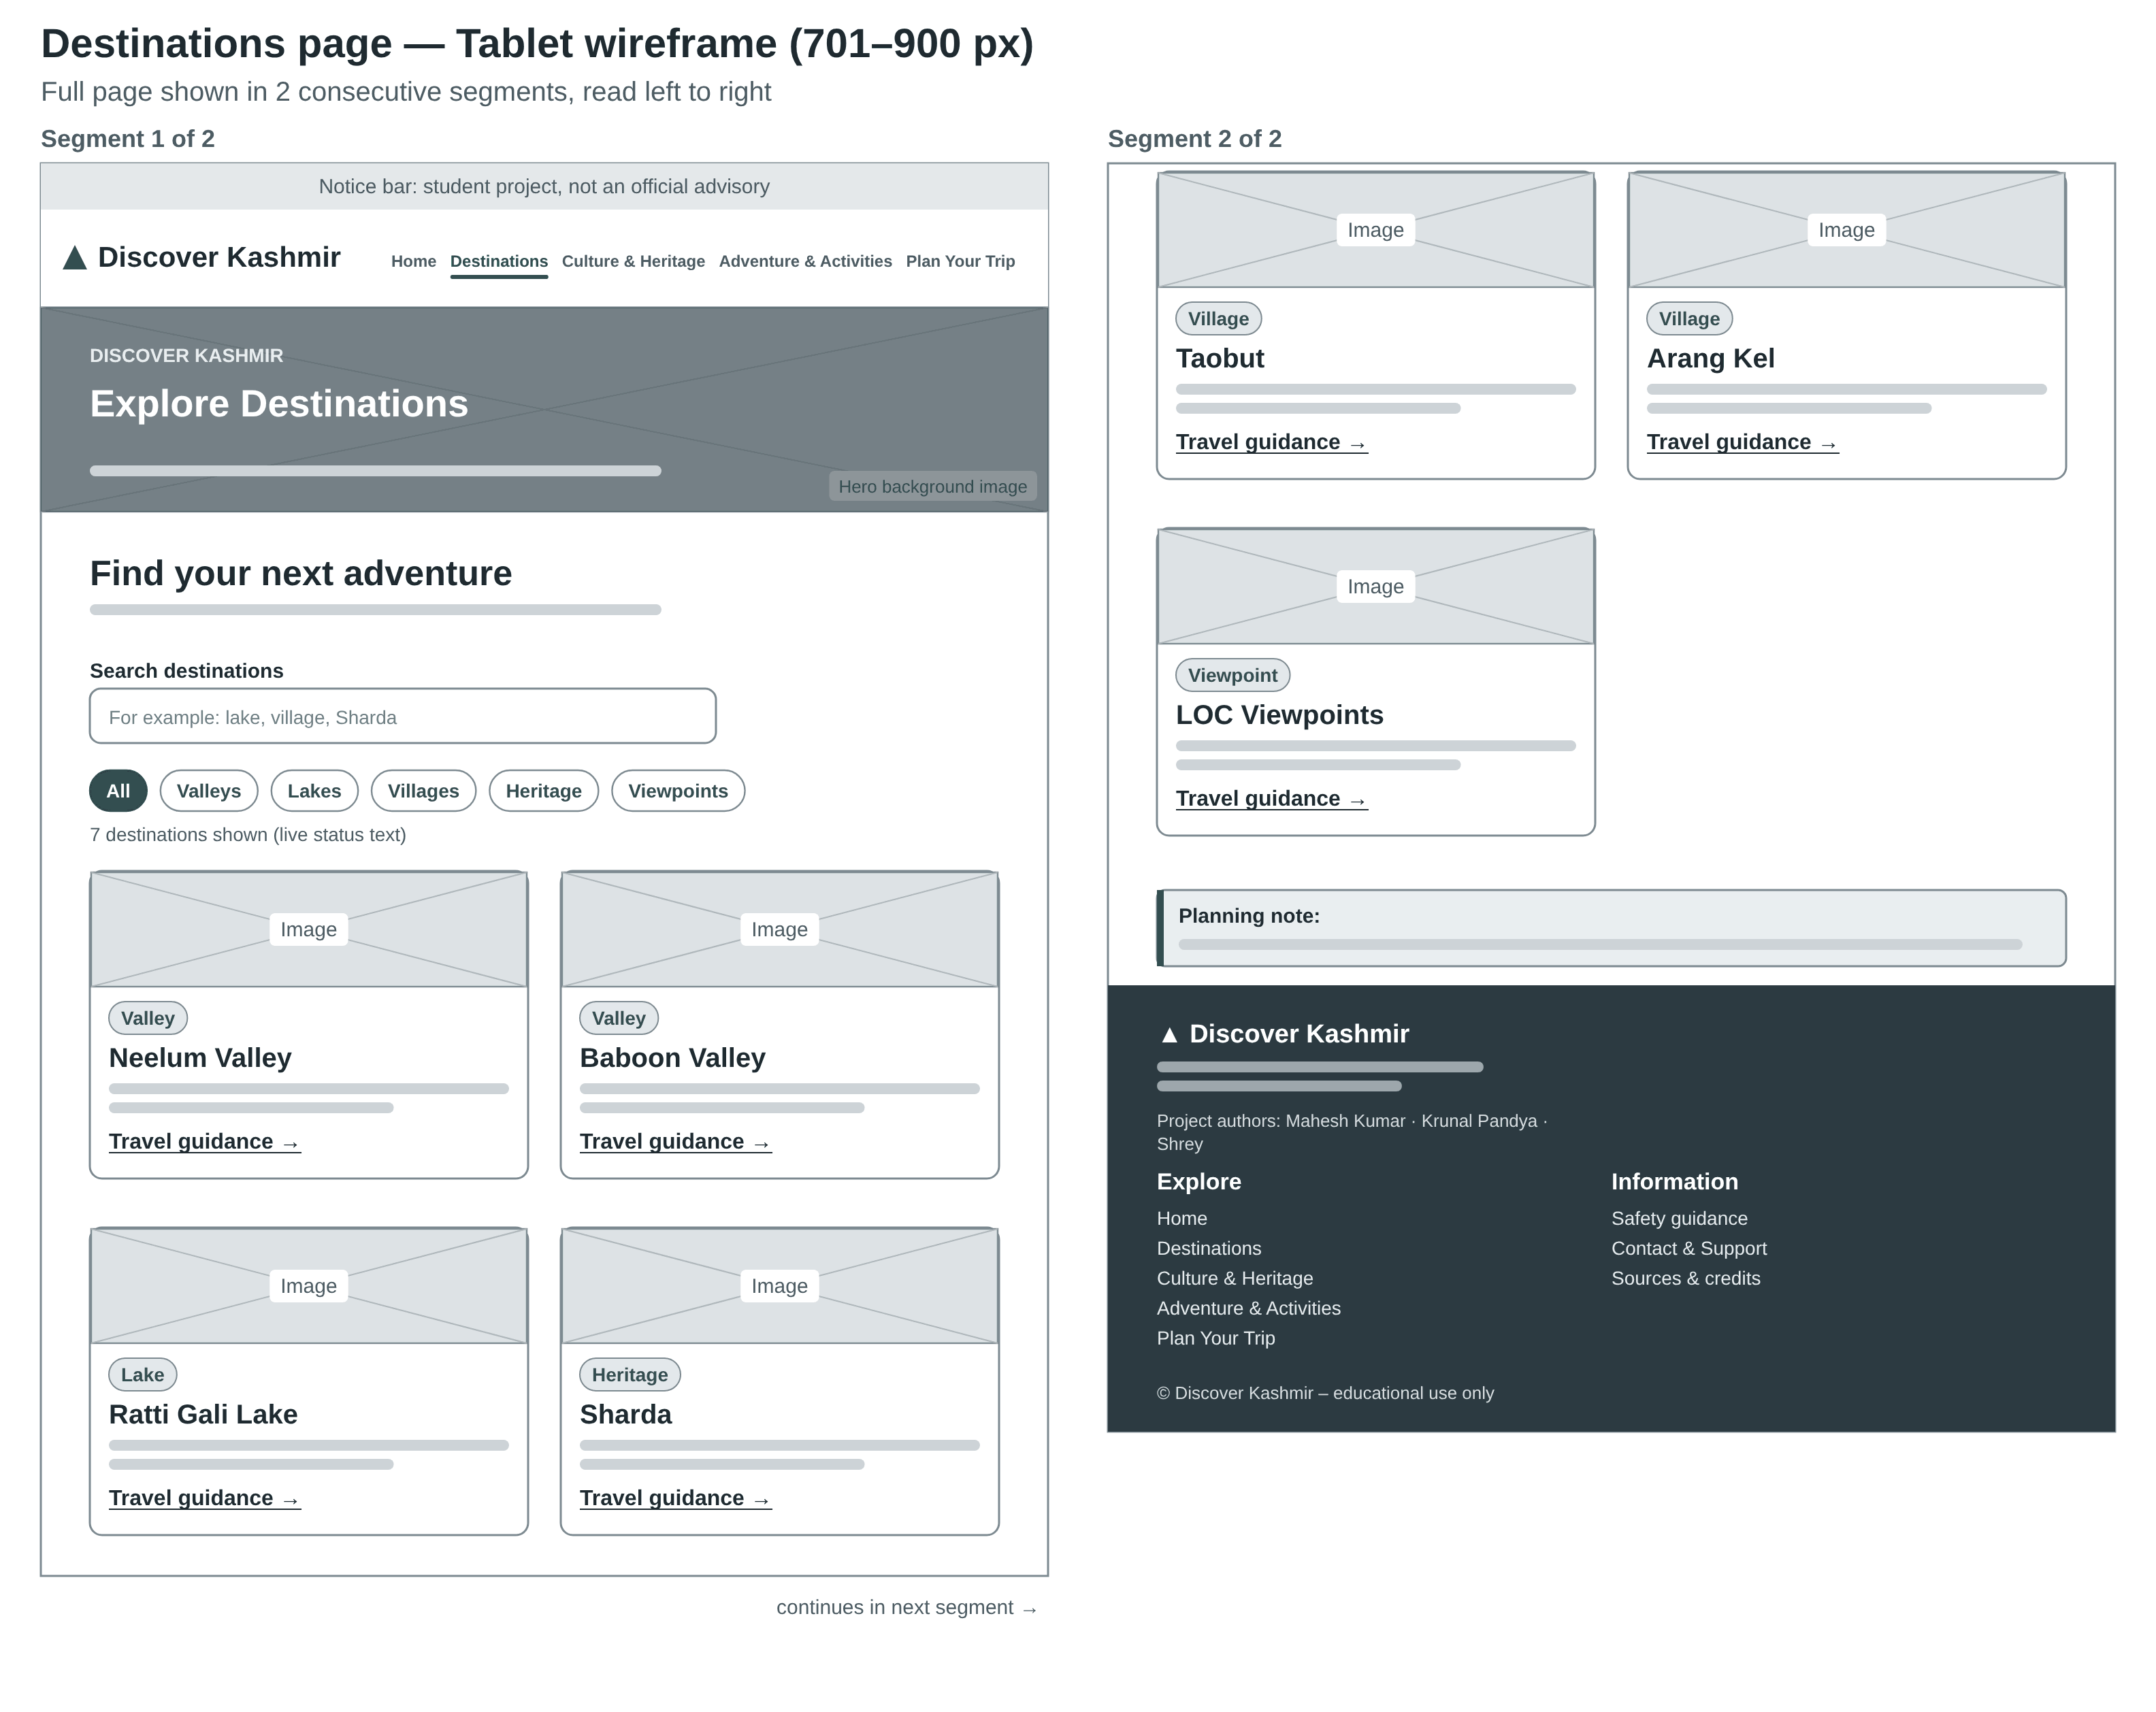 Destinations page — Tablet wireframe (701–900 px)
Full page shown in 2 consecutive segments, read left to right
Segment 1 of 2
Notice bar: student project, not an official advisory
▲ Discover Kashmir
Home Destinations Culture & Heritage Adventure & Activities Plan Your Trip
DISCOVER KASHMIR
Explore Destinations
Hero background image
Find your next adventure
Search destinations
For example: lake, village, Sharda
All Valleys Lakes Villages Heritage Viewpoints
7 destinations shown (live status text)
Image
Valley
Neelum Valley
Travel guidance →
Image
Valley
Baboon Valley
Travel guidance →
Image
Lake
Ratti Gali Lake
Travel guidance →
Image
Heritage
Sharda
Travel guidance →
continues in next segment →
Segment 2 of 2
Image
Village
Taobut
Travel guidance →
Image
Village
Arang Kel
Travel guidance →
Image
Viewpoint
LOC Viewpoints
Travel guidance →
Planning note:
▲ Discover Kashmir
Project authors: Mahesh Kumar · Krunal Pandya ·
Shrey
Explore
Home
Destinations
Culture & Heritage
Adventure & Activities
Plan Your Trip
Information
Safety guidance
Contact & Support
Sources & credits
© Discover Kashmir – educational use only